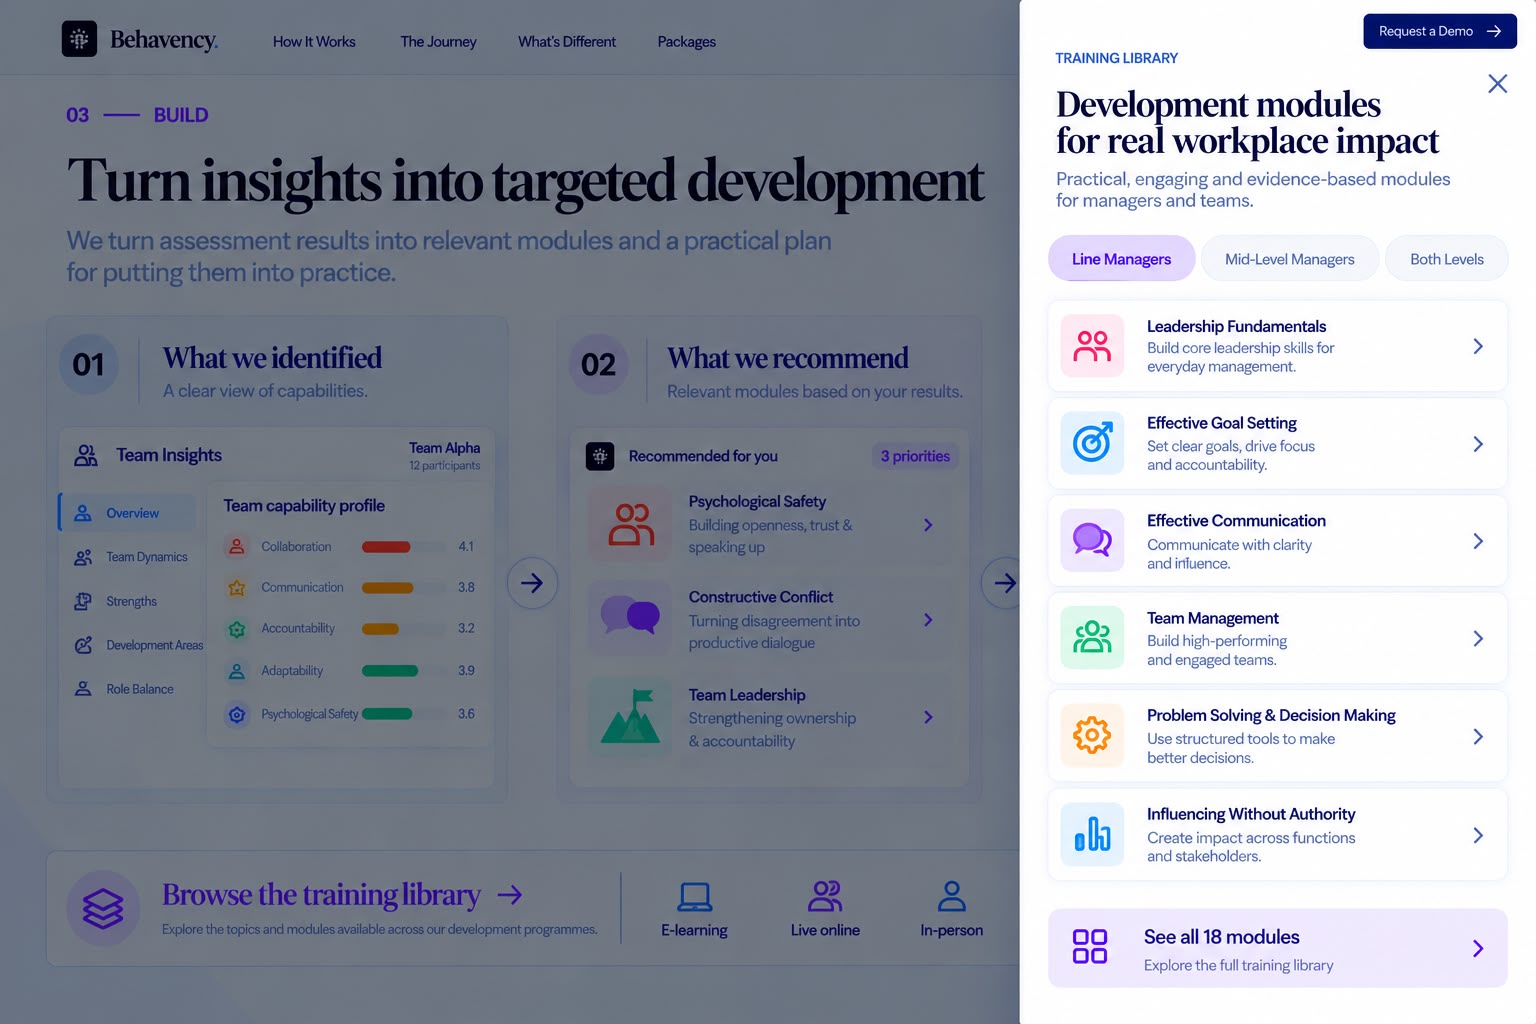 Behavency.
How It Works
The Journey
What's Different
Packages
03 — BUILD
Turn insights into targeted development
We turn assessment results into relevant modules and a practical plan
for putting them into practice.
01
What we identified
A clear view of capabilities.
Team Insights
Team Alpha
12 participants
Overview
Team Dynamics
Strengths
Development Areas
Role Balance
Team capability profile
Collaboration 4.1
Communication 3.8
Accountability 3.2
Adaptability 3.9
Psychological Safety 3.6
02
What we recommend
Relevant modules based on your results.
Recommended for you
3 priorities
Psychological Safety
Building openness, trust &
speaking up
Constructive Conflict
Turning disagreement into
productive dialogue
Team Leadership
Strengthening ownership
& accountability
Browse the training library →
Explore the topics and modules available across our development programmes.
E-learning
Live online
In-person
Request a Demo →
TRAINING LIBRARY
Development modules
for real workplace impact
Practical, engaging and evidence-based modules
for managers and teams.
Line Managers
Mid-Level Managers
Both Levels
Leadership Fundamentals
Build core leadership skills for
everyday management.
Effective Goal Setting
Set clear goals, drive focus
and accountability.
Effective Communication
Communicate with clarity
and influence.
Team Management
Build high-performing
and engaged teams.
Problem Solving & Decision Making
Use structured tools to make
better decisions.
Influencing Without Authority
Create impact across functions
and stakeholders.
See all 18 modules
Explore the full training library